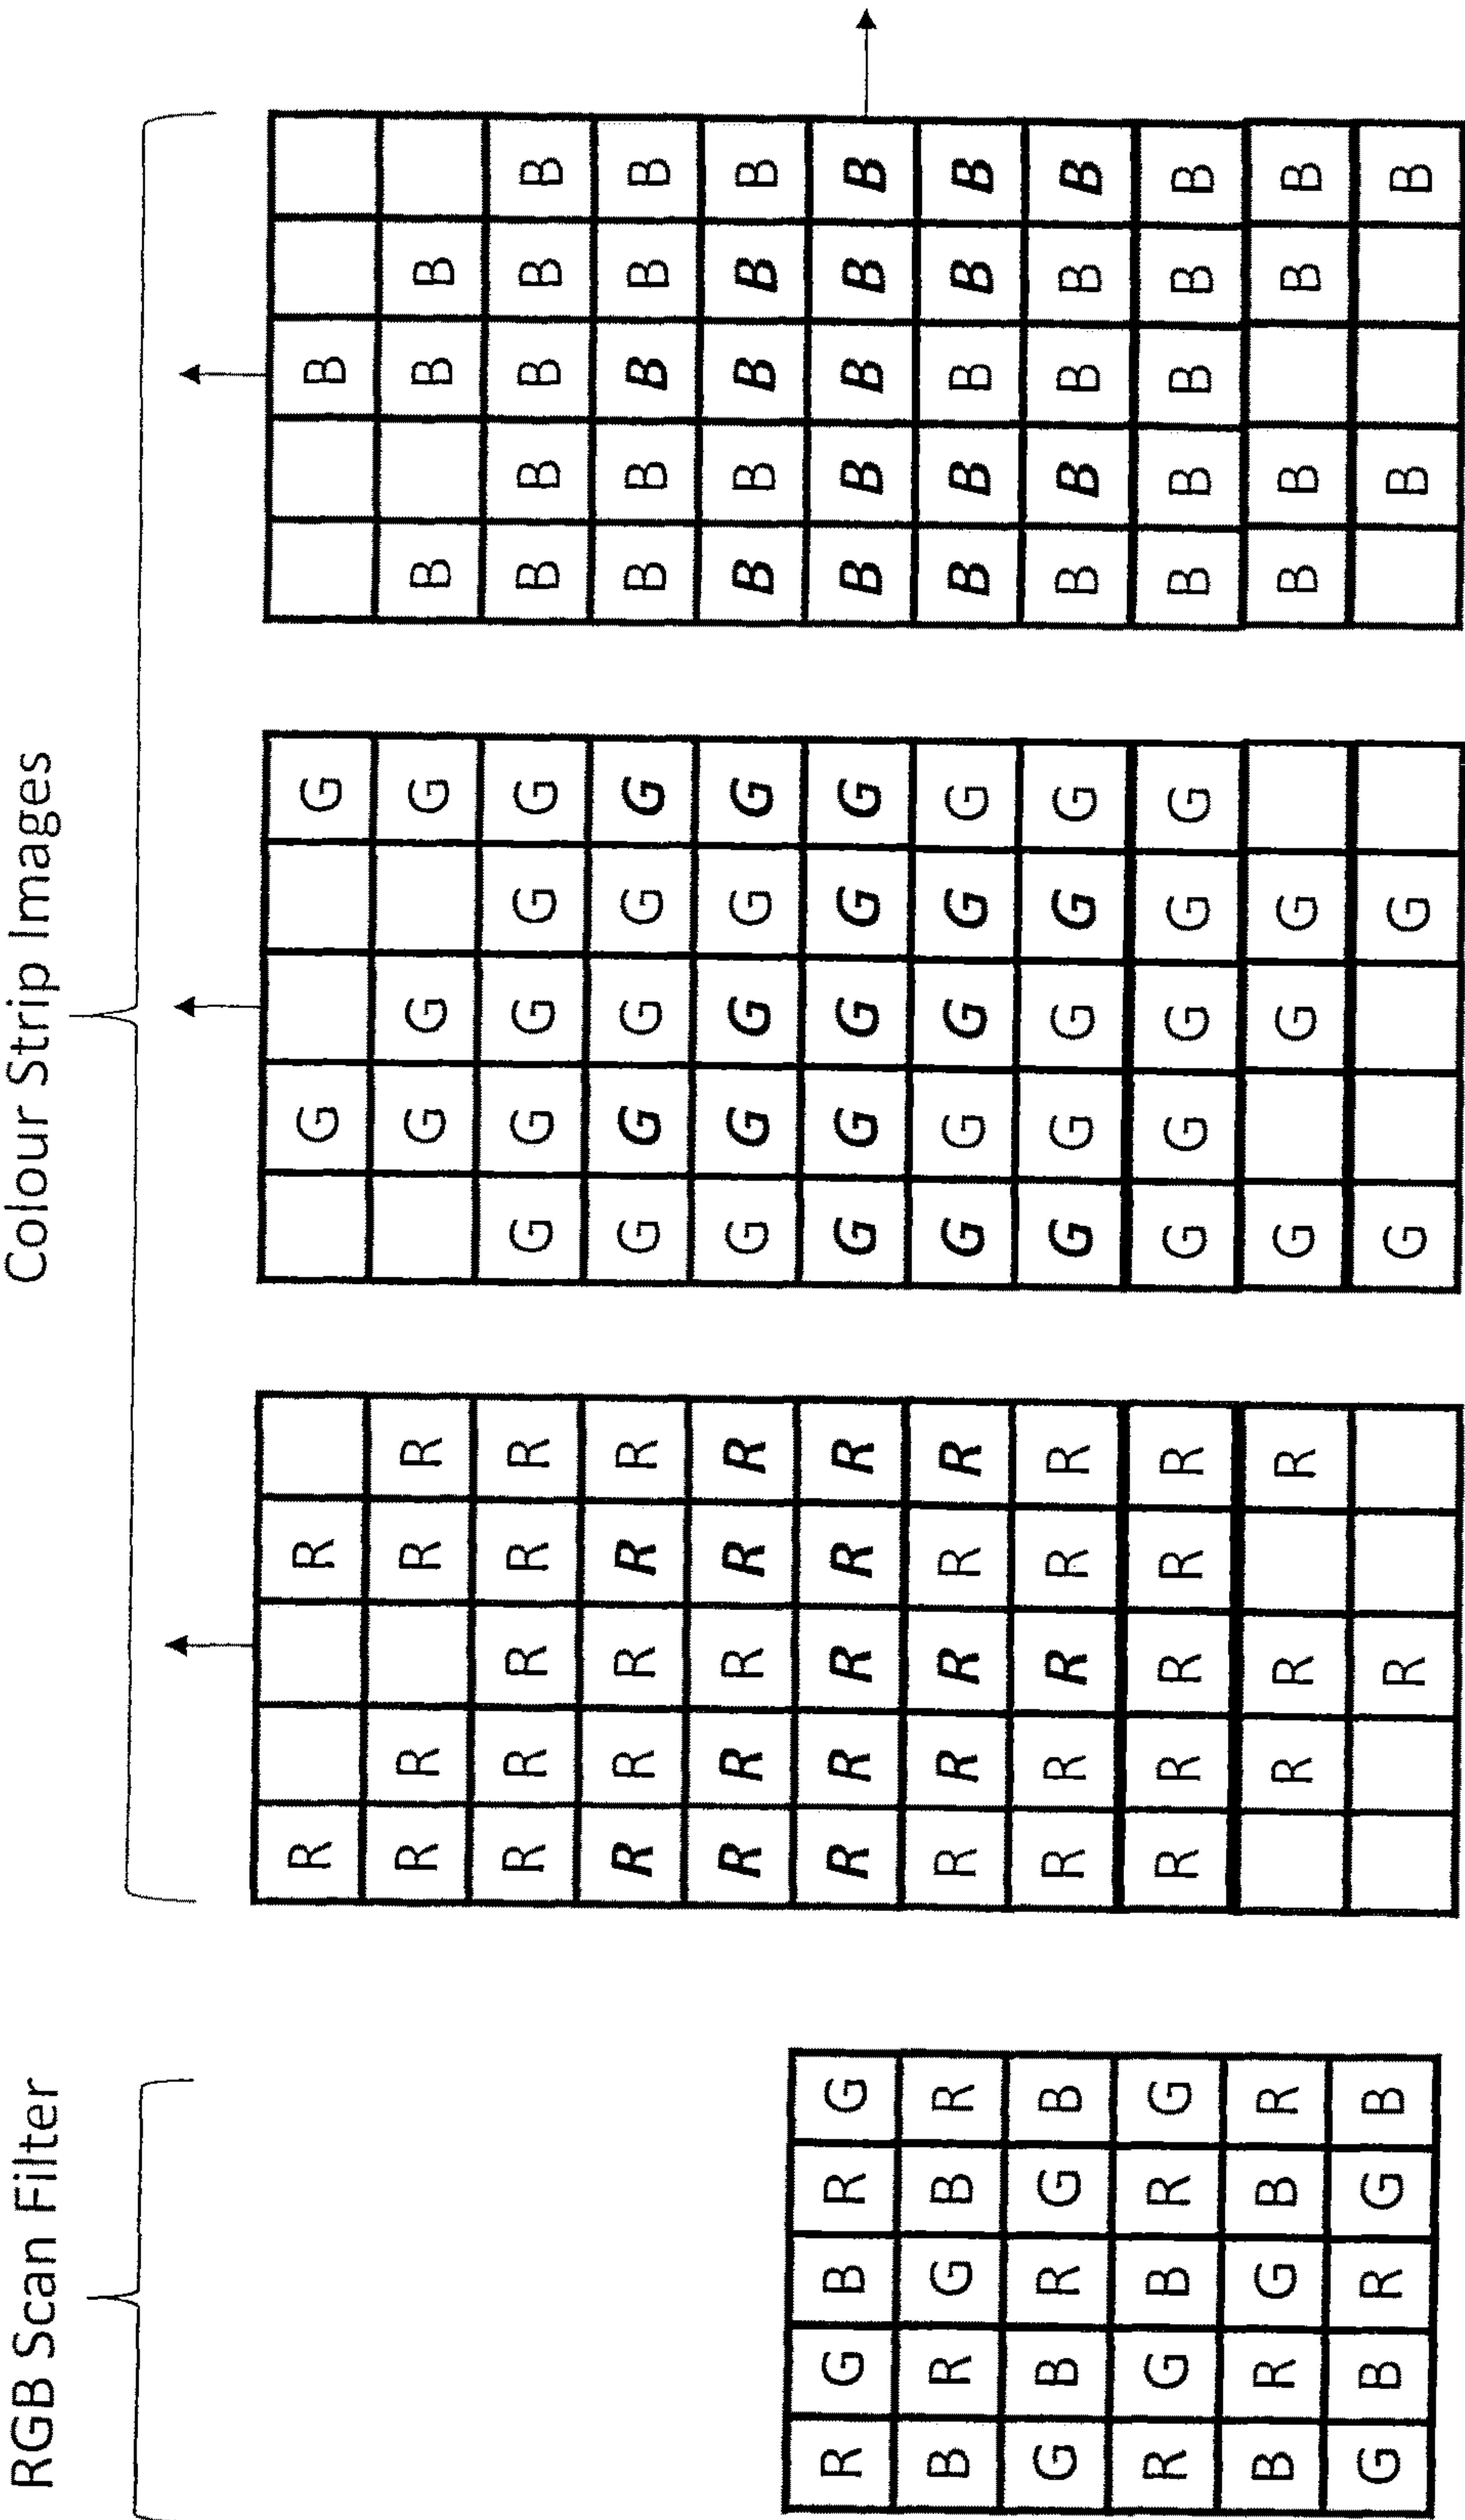 RGB Scan Filter Colour Strip Images
R R G G B
R R R R G G G B B B
R R R R R G G G G G B B B B B
R R R R R G G G G G B B B B B
R R R R R G G G G G B B B B B
R G B R G R R R R R G G G G G B B B B B
B R G B R R R R R R G G G G G B B B B B
G B R G B R R R R R G G G G G B B B B B
R G B R G R R R R R G G G G G B B B B B
B R G B R R R R G G G B B B B
G B R G B R G G B B